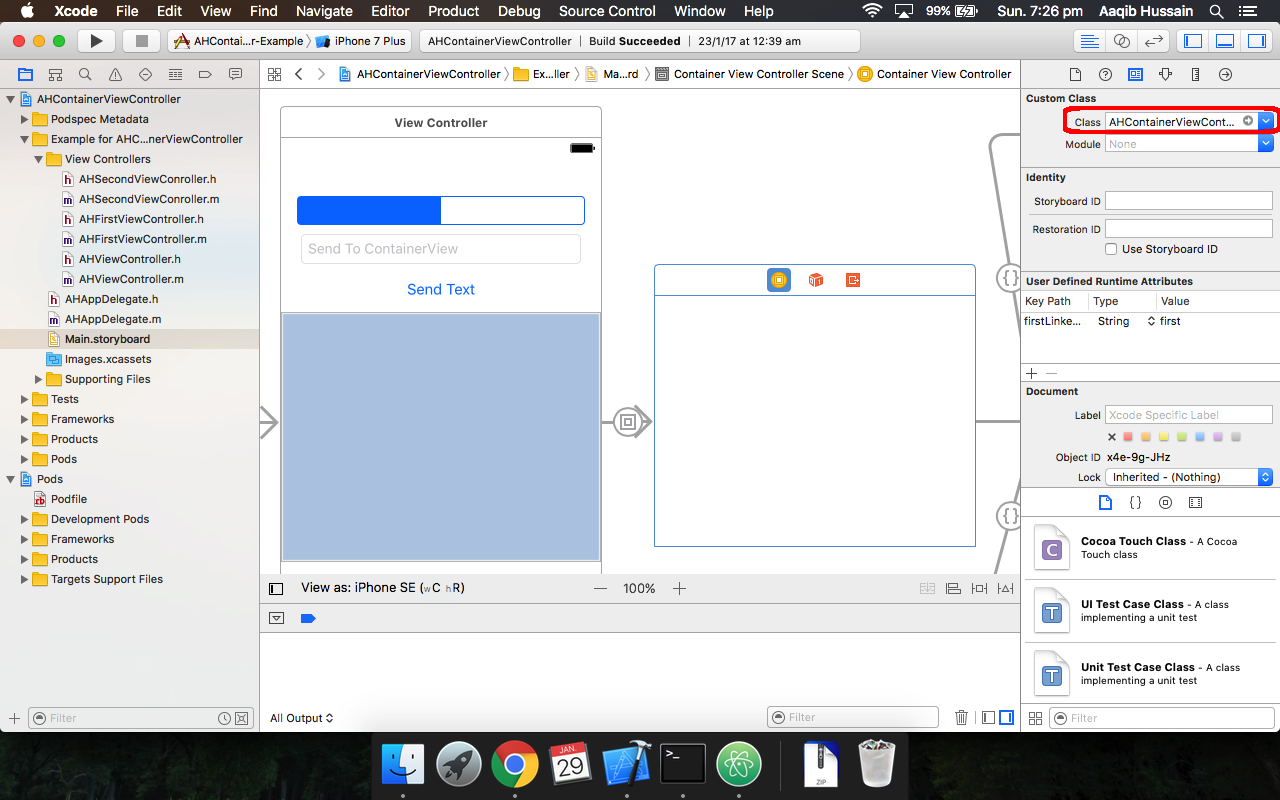 Xcode File Edit View Find Navigate Editor Product Debug Source Control Window Help 99% Sun. 7:26 pm Aaqib Hussain
AHContai...r-Example iPhone 7 Plus AHContainerViewController Build Succeeded 23/1/17 at 12:39 am
AHContainerViewController Ex...ller Ma...rd Container View Controller Scene Container View Controller
AHContainerViewController
Podspec Metadata
Example for AHC...nerViewController
View Controllers
AHSecondViewConroller.h
AHSecondViewConroller.m
AHFirstViewController.h
AHFirstViewController.m
AHViewController.h
AHViewController.m
AHAppDelegate.h
AHAppDelegate.m
Main.storyboard
Images.xcassets
Supporting Files
Tests
Frameworks
Products
Pods
Pods
Podfile
Development Pods
Frameworks
Products
Targets Support Files
Filter
View Controller
Send To ContainerView
Send Text
View as: iPhone SE (wC hR) 100%
All Output
Filter
Custom Class
Class AHContainerViewCont...
Module None
Identity
Storyboard ID
Restoration ID
Use Storyboard ID
User Defined Runtime Attributes
Key Path Type Value
firstLinke... String first
Document
Label Xcode Specific Label
Object ID x4e-9g-JHz
Lock Inherited - (Nothing)
C
Cocoa Touch Class - A Cocoa
Touch class
T
UI Test Case Class - A class
implementing a unit test
T
Unit Test Case Class - A class
implementing a unit test
Filter
JAN.
29
>_
ZIP